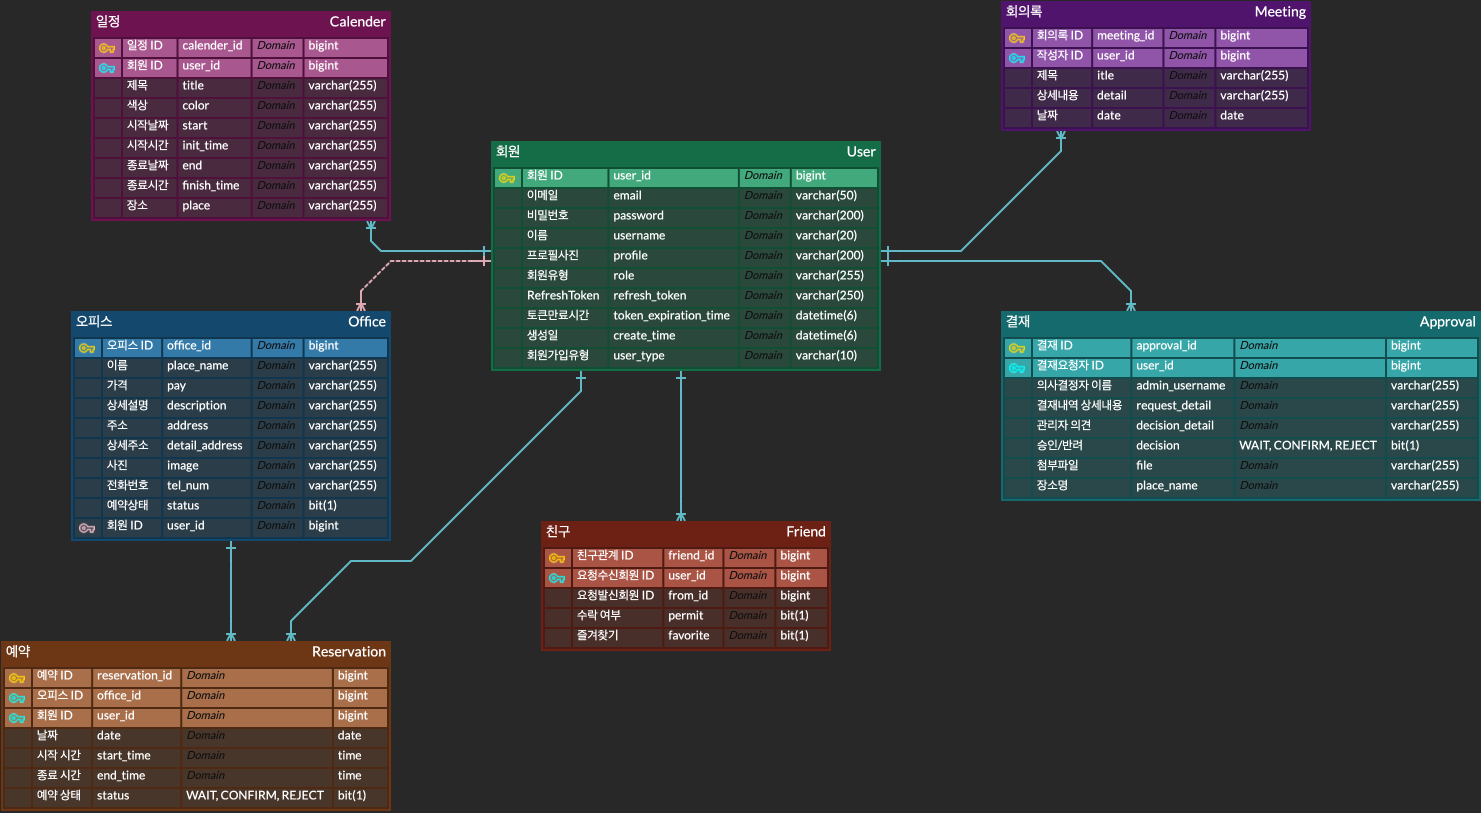 일정 Calender
일정 ID calender_id Domain bigint
회원 ID user_id Domain bigint
제목 title Domain varchar(255)
색상 color Domain varchar(255)
시작날짜 start Domain varchar(255)
시작시간 init_time Domain varchar(255)
종료날짜 end Domain varchar(255)
종료시간 finish_time Domain varchar(255)
장소 place Domain varchar(255)
회의록 Meeting
회의록 ID meeting_id Domain bigint
작성자 ID user_id Domain bigint
제목 itle Domain varchar(255)
상세내용 detail Domain varchar(255)
날짜 date Domain date
회원 User
회원 ID user_id Domain bigint
이메일 email Domain varchar(50)
비밀번호 password Domain varchar(200)
이름 username Domain varchar(20)
프로필사진 profile Domain varchar(200)
회원유형 role Domain varchar(255)
RefreshToken refresh_token Domain varchar(250)
토큰만료시간 token_expiration_time Domain datetime(6)
생성일 create_time Domain datetime(6)
회원가입유형 user_type Domain varchar(10)
오피스 Office
오피스 ID office_id Domain bigint
이름 place_name Domain varchar(255)
가격 pay Domain varchar(255)
상세설명 description Domain varchar(255)
주소 address Domain varchar(255)
상세주소 detail_address Domain varchar(255)
사진 image Domain varchar(255)
전화번호 tel_num Domain varchar(255)
예약상태 status Domain bit(1)
회원 ID user_id Domain bigint
결재 Approval
결재 ID approval_id Domain bigint
결재요청자 ID user_id Domain bigint
의사결정자 이름 admin_username Domain varchar(255)
결재내역 상세내용 request_detail Domain varchar(255)
관리자 의견 decision_detail Domain varchar(255)
승인/반려 decision WAIT, CONFIRM, REJECT bit(1)
첨부파일 file Domain varchar(255)
장소명 place_name Domain varchar(255)
친구 Friend
친구관계 ID friend_id Domain bigint
요청수신회원 ID user_id Domain bigint
요청발신회원 ID from_id Domain bigint
수락 여부 permit Domain bit(1)
즐겨찾기 favorite Domain bit(1)
예약 Reservation
예약 ID reservation_id Domain bigint
오피스 ID office_id Domain bigint
회원 ID user_id Domain bigint
날짜 date Domain date
시작 시간 start_time Domain time
종료 시간 end_time Domain time
예약 상태 status WAIT, CONFIRM, REJECT bit(1)